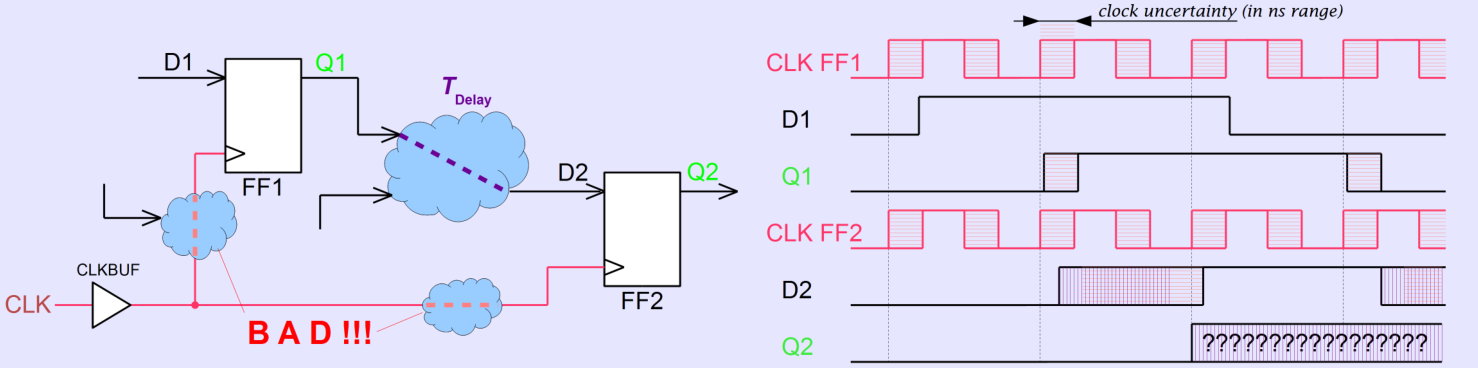 D1
Q1
T Delay
FF1
D2
Q2
CLKBUF
CLK
FF2
B A D !!!
clock uncertainty (in ns range)
CLK FF1
D1
Q1
CLK FF2
D2
Q2
????????????????